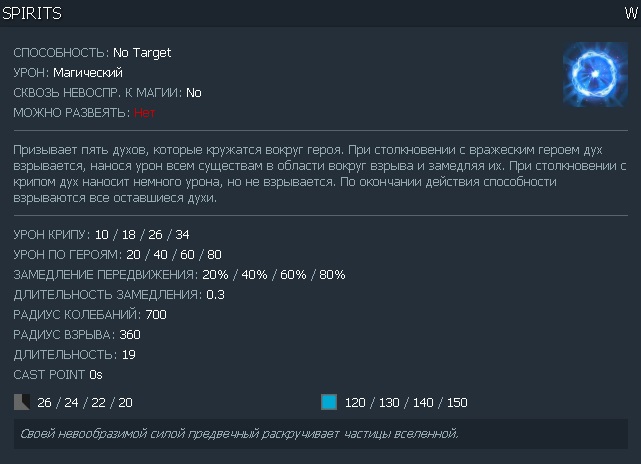 SPIRITS W
СПОСОБНОСТЬ: No Target
УРОН: Магический
СКВОЗЬ НЕВОСПР. К МАГИИ: No
МОЖНО РАЗВЕЯТЬ: Нет
Призывает пять духов, которые кружатся вокруг героя. При столкновении с вражеским героем дух
взрывается, нанося урон всем существам в области вокруг взрыва и замедляя их. При столкновении с
крипом дух наносит немного урона, но не взрывается. По окончании действия способности
взрываются все оставшиеся духи.
УРОН КРИПУ: 10 / 18 / 26 / 34
УРОН ПО ГЕРОЯМ: 20 / 40 / 60 / 80
ЗАМЕДЛЕНИЕ ПЕРЕДВИЖЕНИЯ: 20% / 40% / 60% / 80%
ДЛИТЕЛЬНОСТЬ ЗАМЕДЛЕНИЯ: 0.3
РАДИУС КОЛЕБАНИЙ: 700
РАДИУС ВЗРЫВА: 360
ДЛИТЕЛЬНОСТЬ: 19
CAST POINT 0s
26 / 24 / 22 / 20 120 / 130 / 140 / 150
Своей невообразимой силой предвечный раскручивает частицы вселенной.